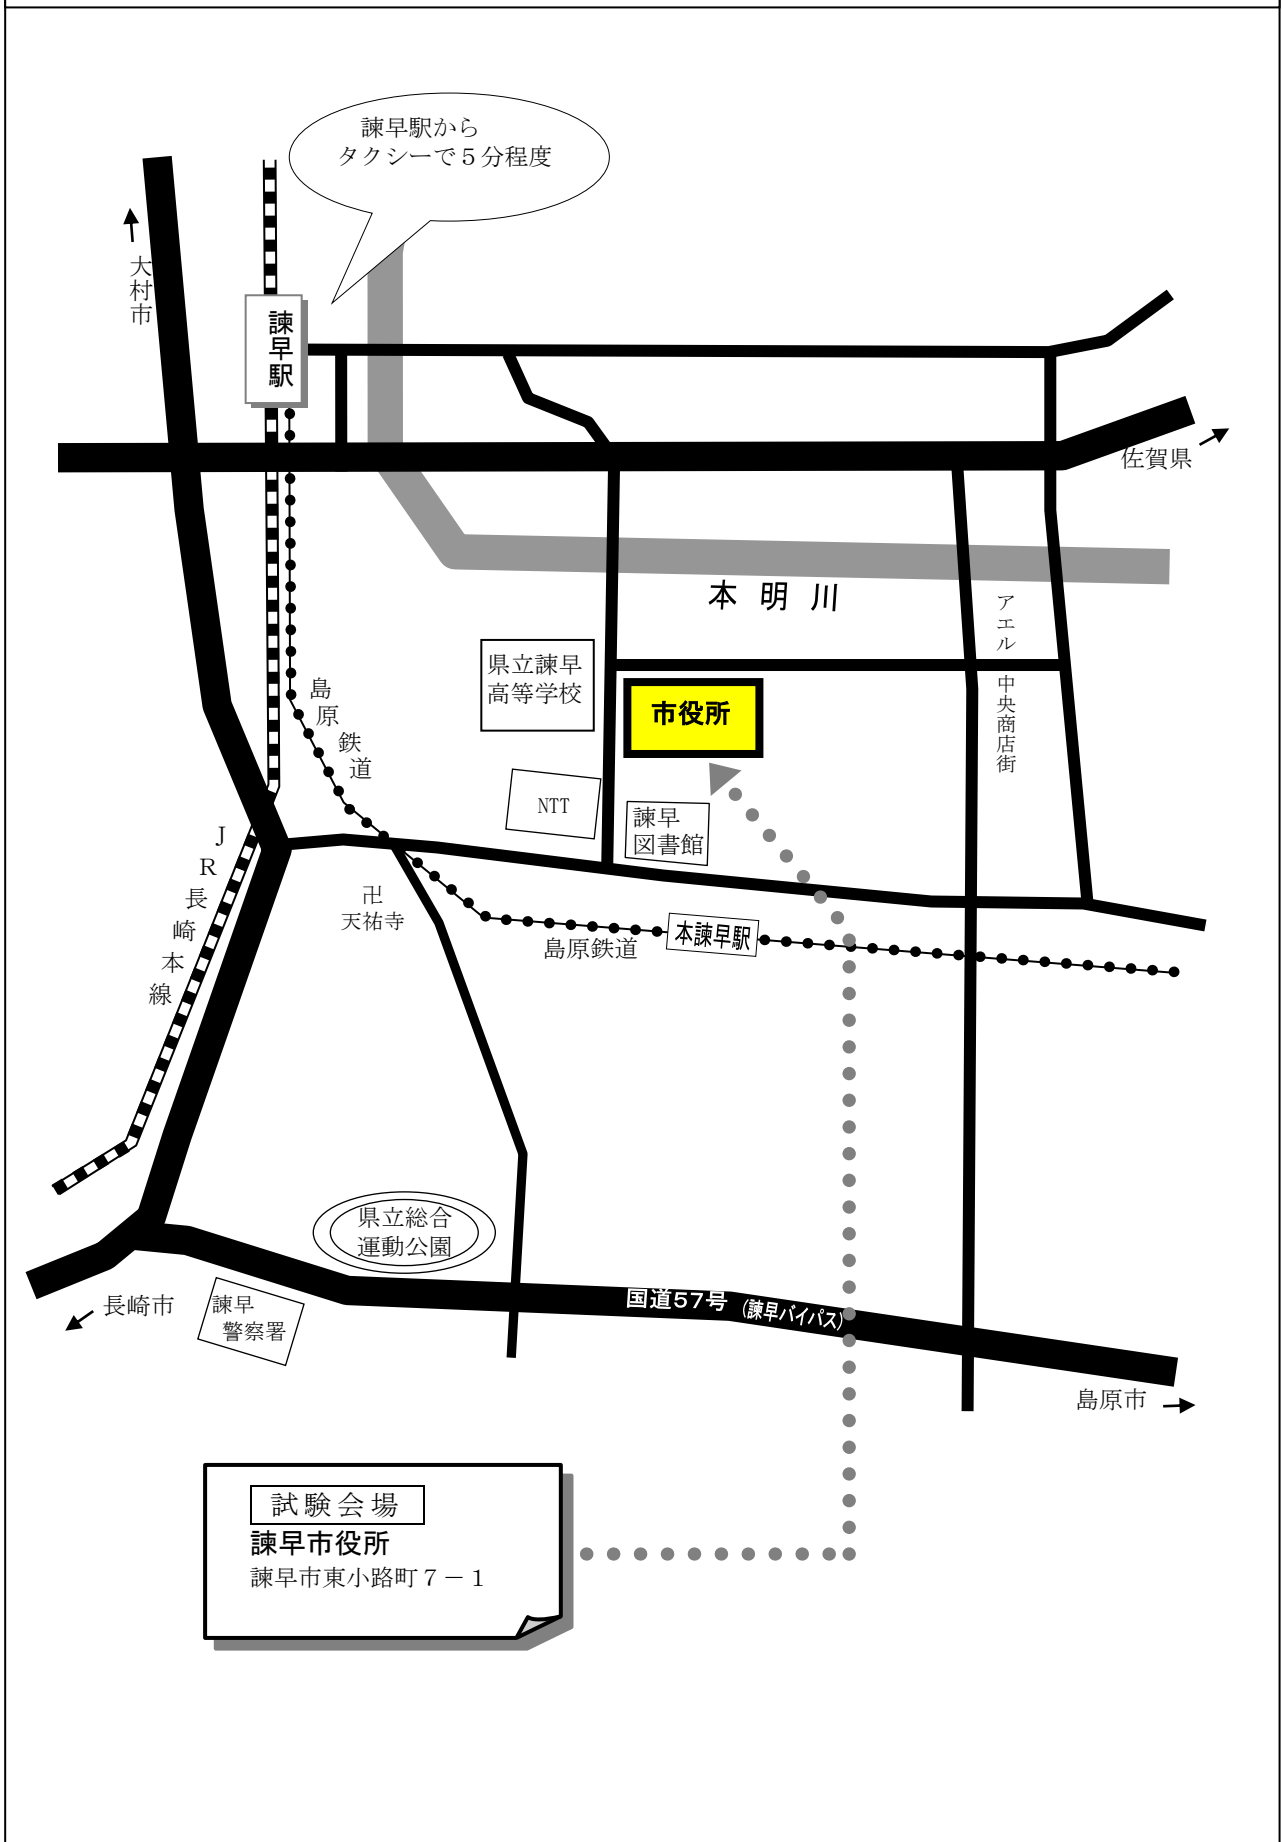 諫早駅から
タクシーで５分程度
大村市
諫早駅
佐賀県
本明川
アエル中央商店街
県立諫早
高等学校
市役所
島原鉄道
NTT
諫早
図書館
ＪＲ長崎本線
卍
天祐寺
島原鉄道
本諫早駅
県立総合
運動公園
国道57号（諫早バイパス）
長崎市
諫早
警察署
島原市
試験会場
諫早市役所
諫早市東小路町７－１